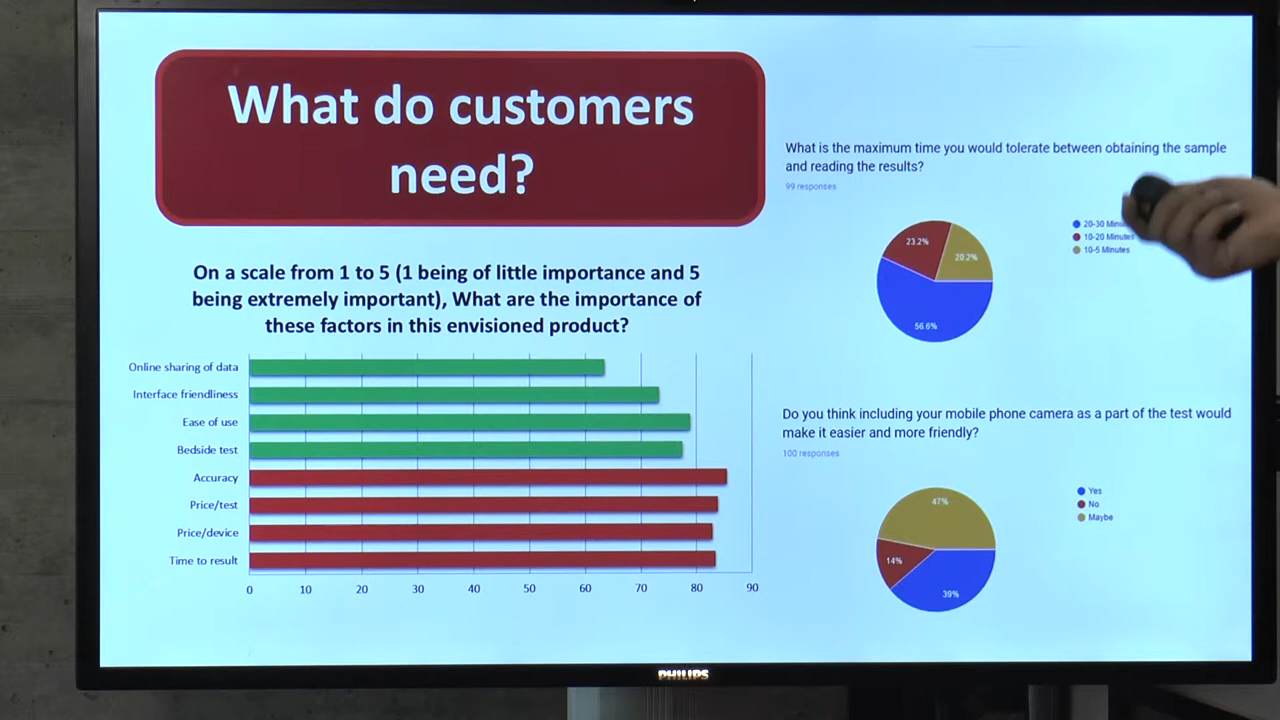 What do customers
need?
On a scale from 1 to 5 (1 being of little importance and 5
being extremely important), What are the importance of
these factors in this envisioned product?
Online sharing of data
Interface friendliness
Ease of use
Bedside test
Accuracy
Price/test
Price/device
Time to result
0 10 20 30 40 50 60 70 80 90
What is the maximum time you would tolerate between obtaining the sample
and reading the results?
99 responses
23.2%
20.2%
56.6%
20-30
10-20 Minutes
10-5 Minutes
Do you think including your mobile phone camera as a part of the test would
make it easier and more friendly?
100 responses
47%
14%
39%
Yes
No
Maybe
PHILIPS